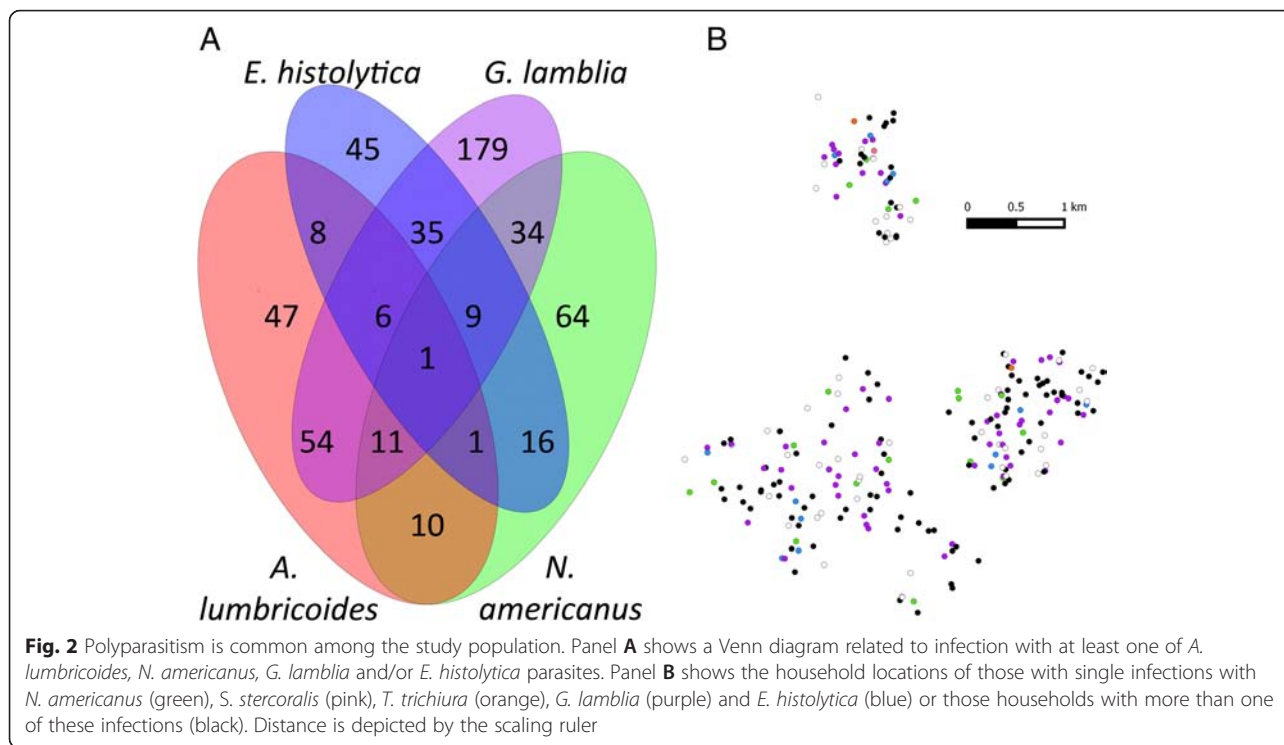 A
B
E. histolytica
G. lamblia
45
179
8
35
34
47
6
9
64
1
54
11
1
16
10
A.
lumbricoides
N.
americanus
0 0.5 1 km
Fig. 2 Polyparasitism is common among the study population. Panel A shows a Venn diagram related to infection with at least one of A.
lumbricoides, N. americanus, G. lamblia and/or E. histolytica parasites. Panel B shows the household locations of those with single infections with
N. americanus (green), S. stercoralis (pink), T. trichiura (orange), G. lamblia (purple) and E. histolytica (blue) or those households with more than one
of these infections (black). Distance is depicted by the scaling ruler